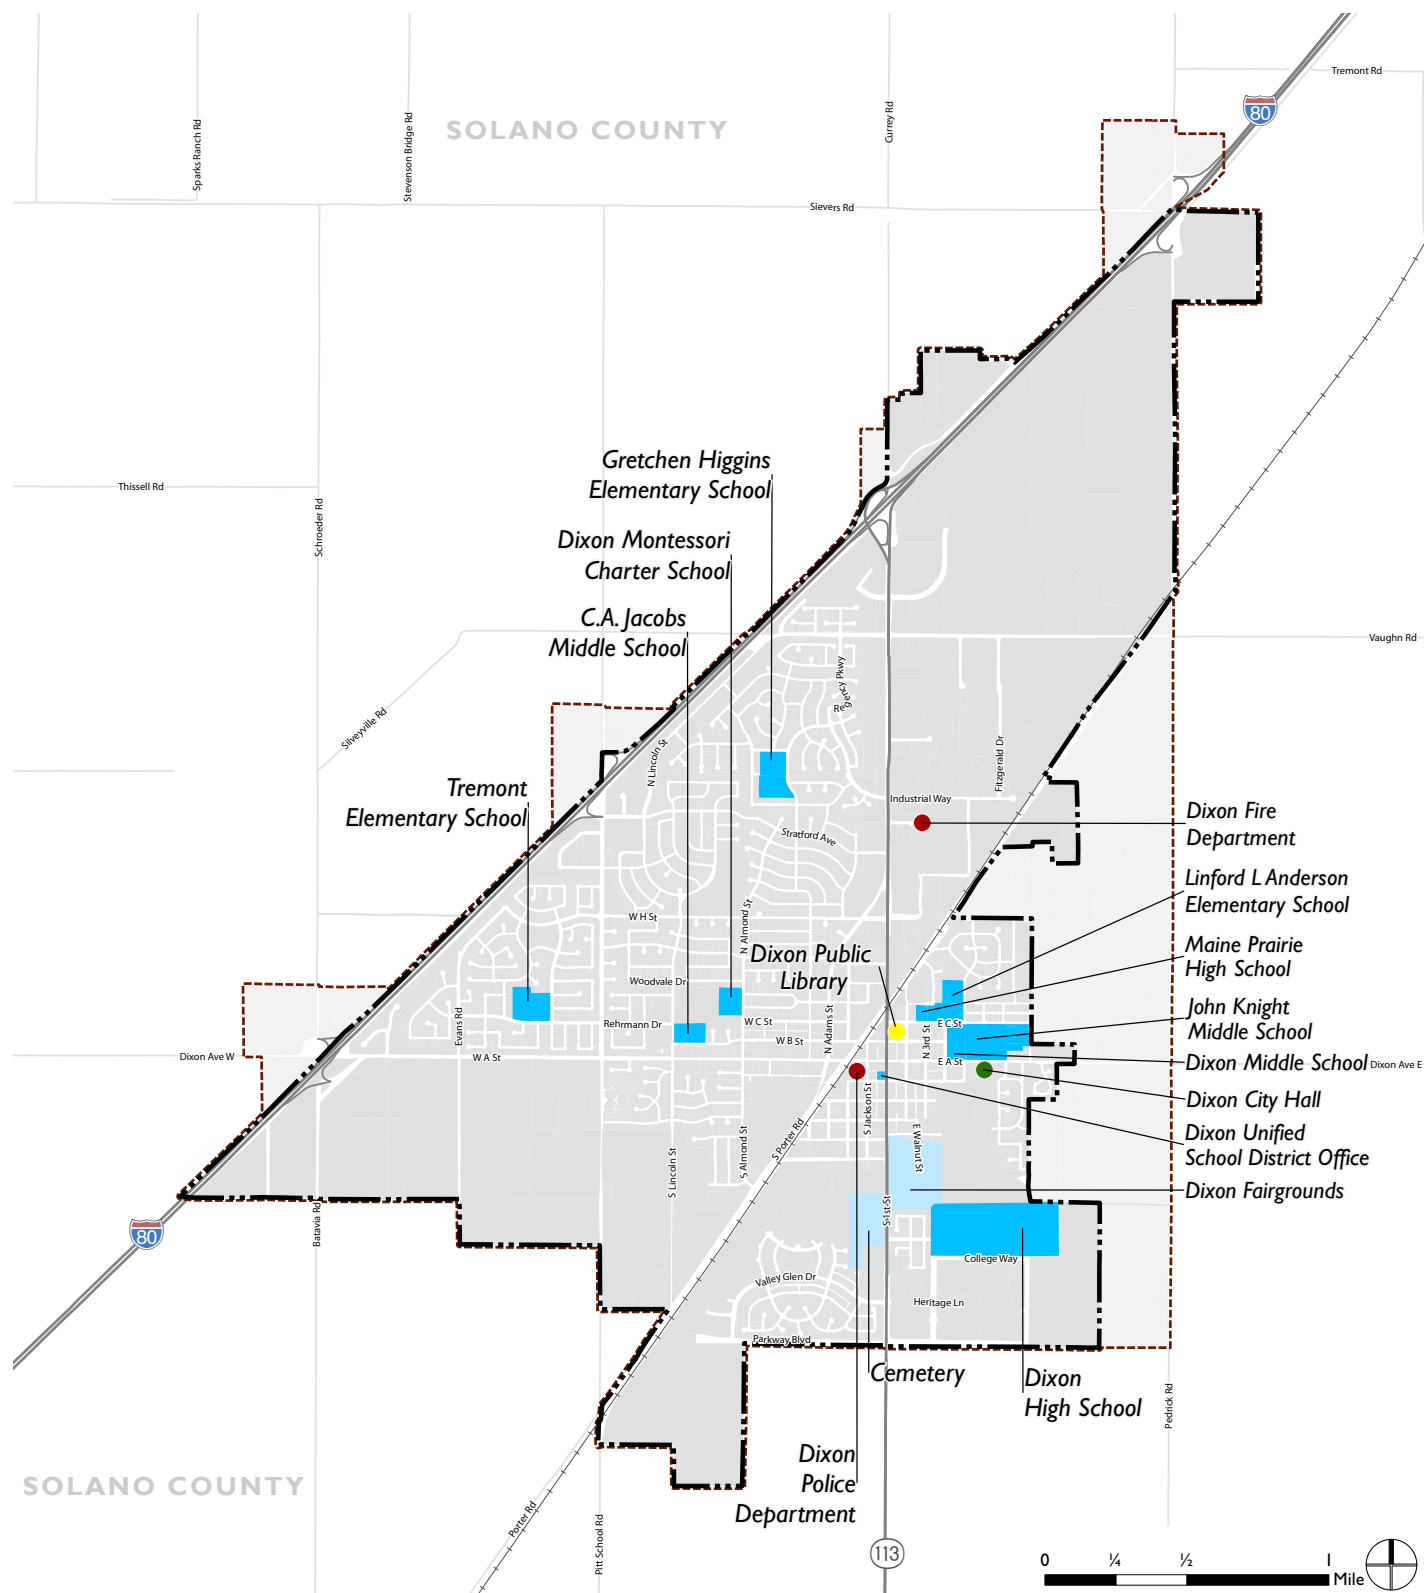 Tremont Rd
80
SOLANO COUNTY
Sparks Ranch Rd
Stevenson Bridge Rd
Currey Rd
Sievers Rd
Gretchen Higgins
Elementary School
Thissell Rd
Schroeder Rd
Dixon Montessori
Charter School
C.A. Jacobs
Middle School
Vaughn Rd
Regency Pkwy
Silveyville Rd
N Lincoln St
Fitzgerald Dr
Tremont
Elementary School
Industrial Way
Dixon Fire
Department
Stratford Ave
Linford L Anderson
Elementary School
W H St
N Almond St
Maine Prairie
High School
Dixon Public
Library
Woodvale Dr
John Knight
Middle School
Evans Rd
Rehrmann Dr
W C St
N Adams St
E C St
N 3rd St
W B St
Dixon Ave W
W A St
E A St
Dixon Middle School
Dixon Ave E
Dixon City Hall
S Jackson St
Dixon Unified
School District Office
S Porter Rd
E Walnut St
S Almond St
S Lincoln St
Dixon Fairgrounds
S 1st St
Batavia Rd
College Way
Valley Glen Dr
Heritage Ln
80
Parkway Blvd
Cemetery
Dixon
High School
Pedrick Rd
Dixon
Police
Department
SOLANO COUNTY
Porter Rd
Pitt School Rd
113
0 ¼ ½ 1
Mile